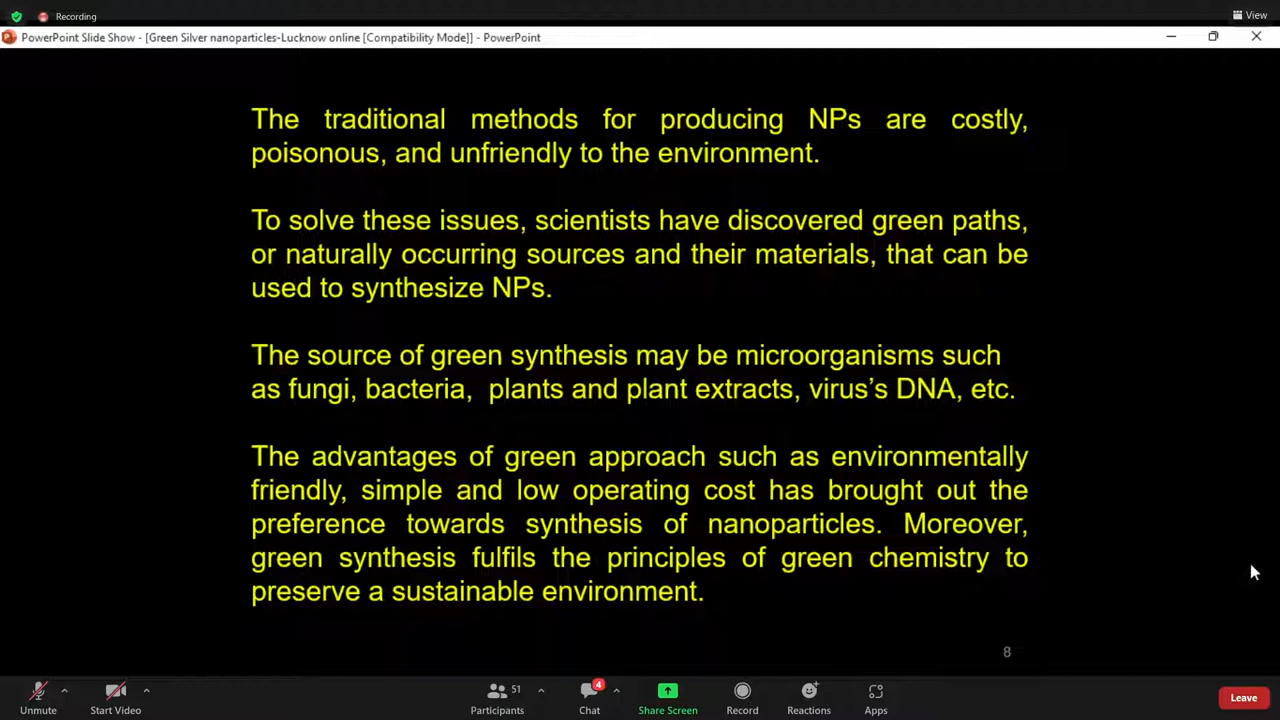 Recording
View
PowerPoint Slide Show - [Green Silver nanoparticles-Lucknow online [Compatibility Mode]] - PowerPoint
The traditional methods for producing NPs are costly,
poisonous, and unfriendly to the environment.
To solve these issues, scientists have discovered green paths,
or naturally occurring sources and their materials, that can be
used to synthesize NPs.
The source of green synthesis may be microorganisms such
as fungi, bacteria, plants and plant extracts, virus’s DNA, etc.
The advantages of green approach such as environmentally
friendly, simple and low operating cost has brought out the
preference towards synthesis of nanoparticles. Moreover,
green synthesis fulfils the principles of green chemistry to
preserve a sustainable environment.
8
Unmute
Start Video
51
Participants
4
Chat
Share Screen
Record
Reactions
Apps
Leave